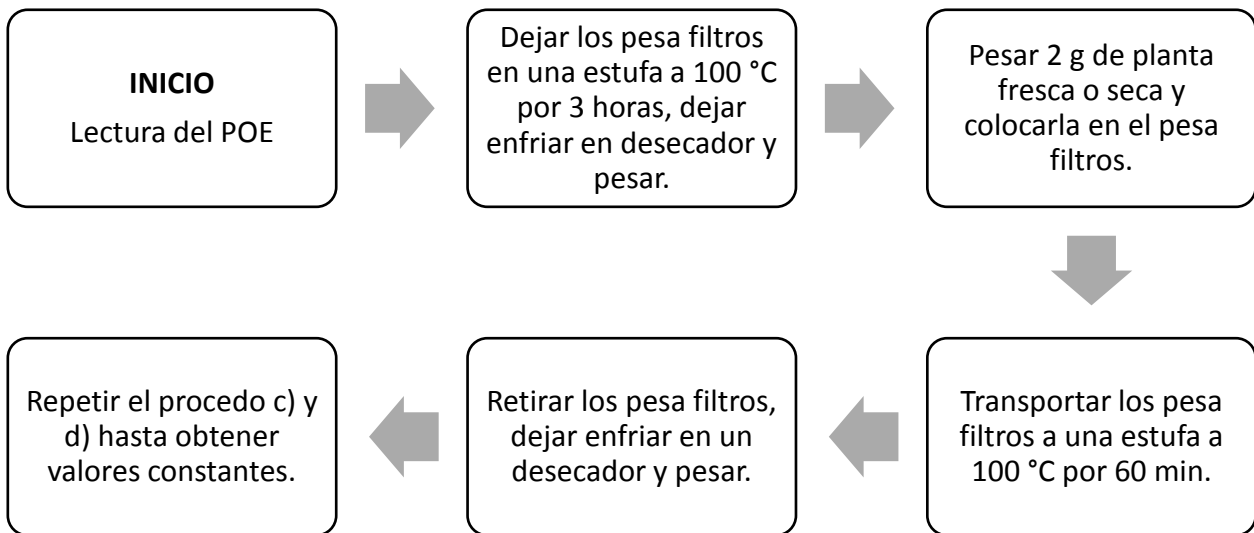 INICIO
Lectura del POE
Dejar los pesa filtros
en una estufa a 100 °C
por 3 horas, dejar
enfriar en desecador y
pesar.
Pesar 2 g de planta
fresca o seca y
colocarla en el pesa
filtros.
Transportar los pesa
filtros a una estufa a
100 °C por 60 min.
Retirar los pesa filtros,
dejar enfriar en un
desecador y pesar.
Repetir el procedo c) y
d) hasta obtener
valores constantes.